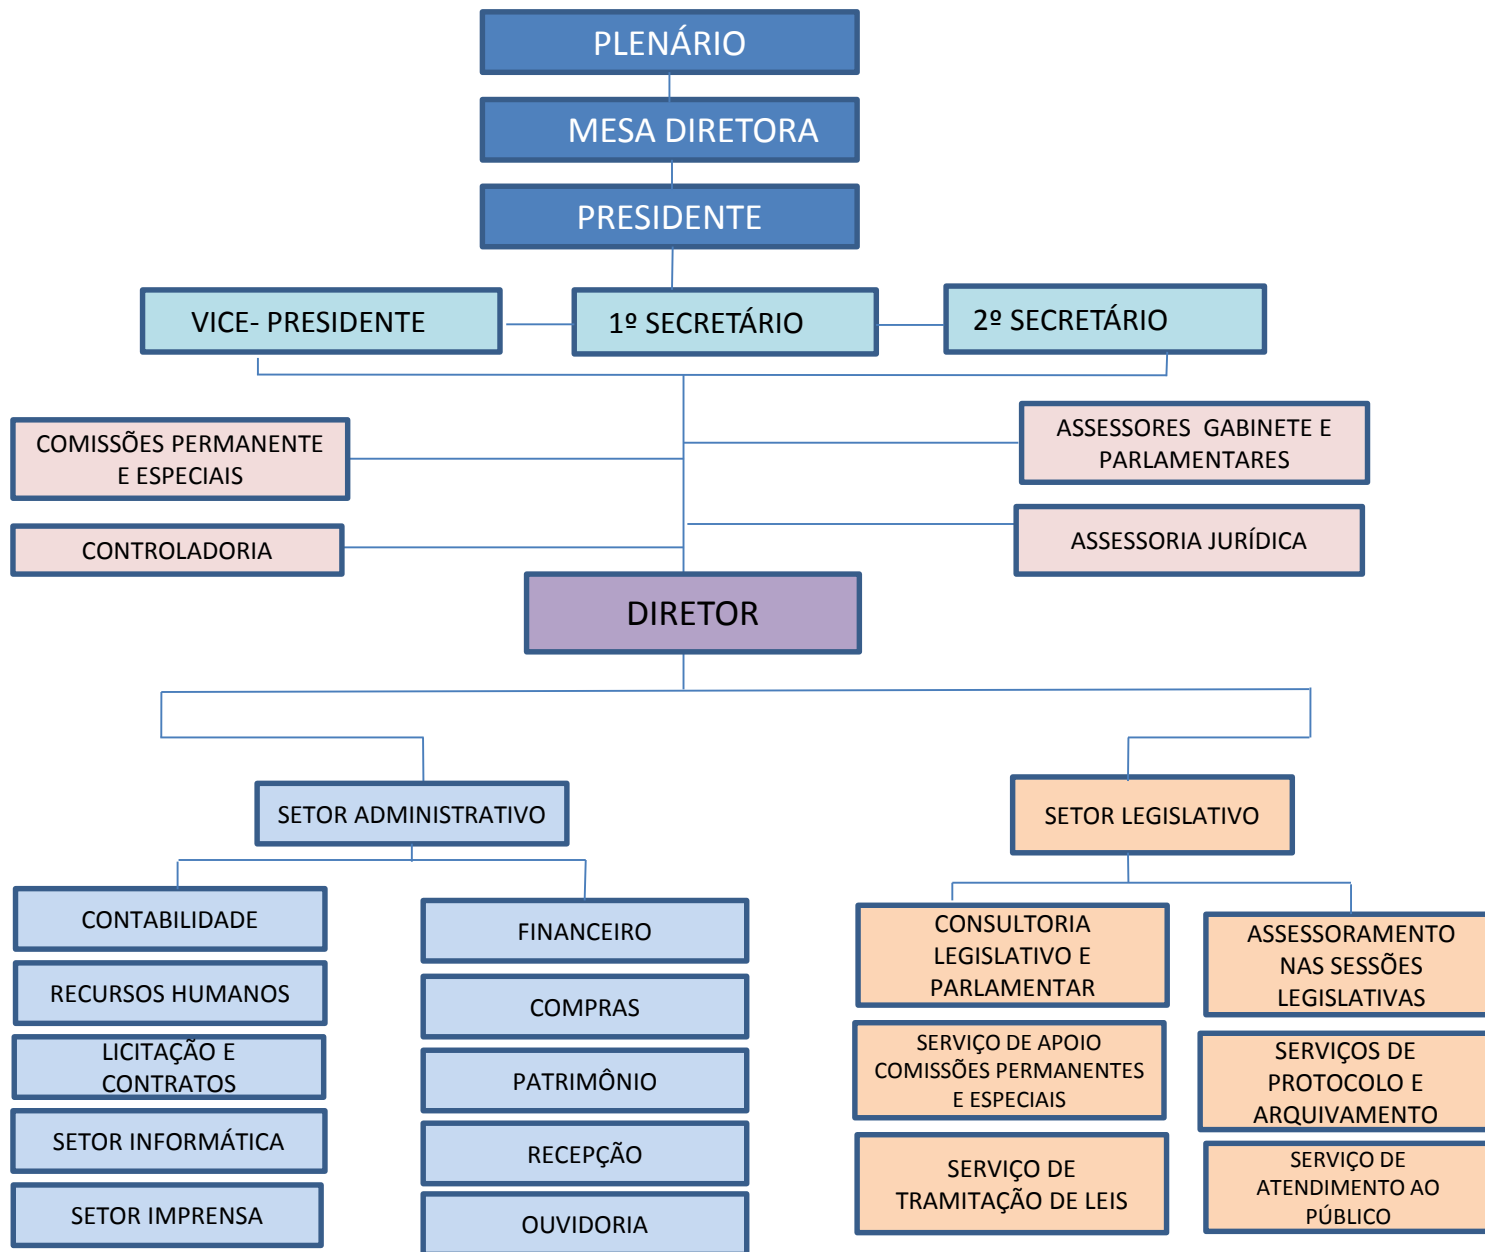 PLENÁRIO
MESA DIRETORA
PRESIDENTE
VICE- PRESIDENTE
1º SECRETÁRIO
2º SECRETÁRIO
COMISSÕES PERMANENTE
E ESPECIAIS
ASSESSORES GABINETE E
PARLAMENTARES
CONTROLADORIA
ASSESSORIA JURÍDICA
DIRETOR
SETOR ADMINISTRATIVO
SETOR LEGISLATIVO
CONTABILIDADE
RECURSOS HUMANOS
LICITAÇÃO E
CONTRATOS
SETOR INFORMÁTICA
SETOR IMPRENSA
FINANCEIRO
COMPRAS
PATRIMÔNIO
RECEPÇÃO
OUVIDORIA
CONSULTORIA
LEGISLATIVO E
PARLAMENTAR
SERVIÇO DE APOIO
COMISSÕES PERMANENTES
E ESPECIAIS
SERVIÇO DE
TRAMITAÇÃO DE LEIS
ASSESSORAMENTO
NAS SESSÕES
LEGISLATIVAS
SERVIÇOS DE
PROTOCOLO E
ARQUIVAMENTO
SERVIÇO DE
ATENDIMENTO AO
PÚBLICO